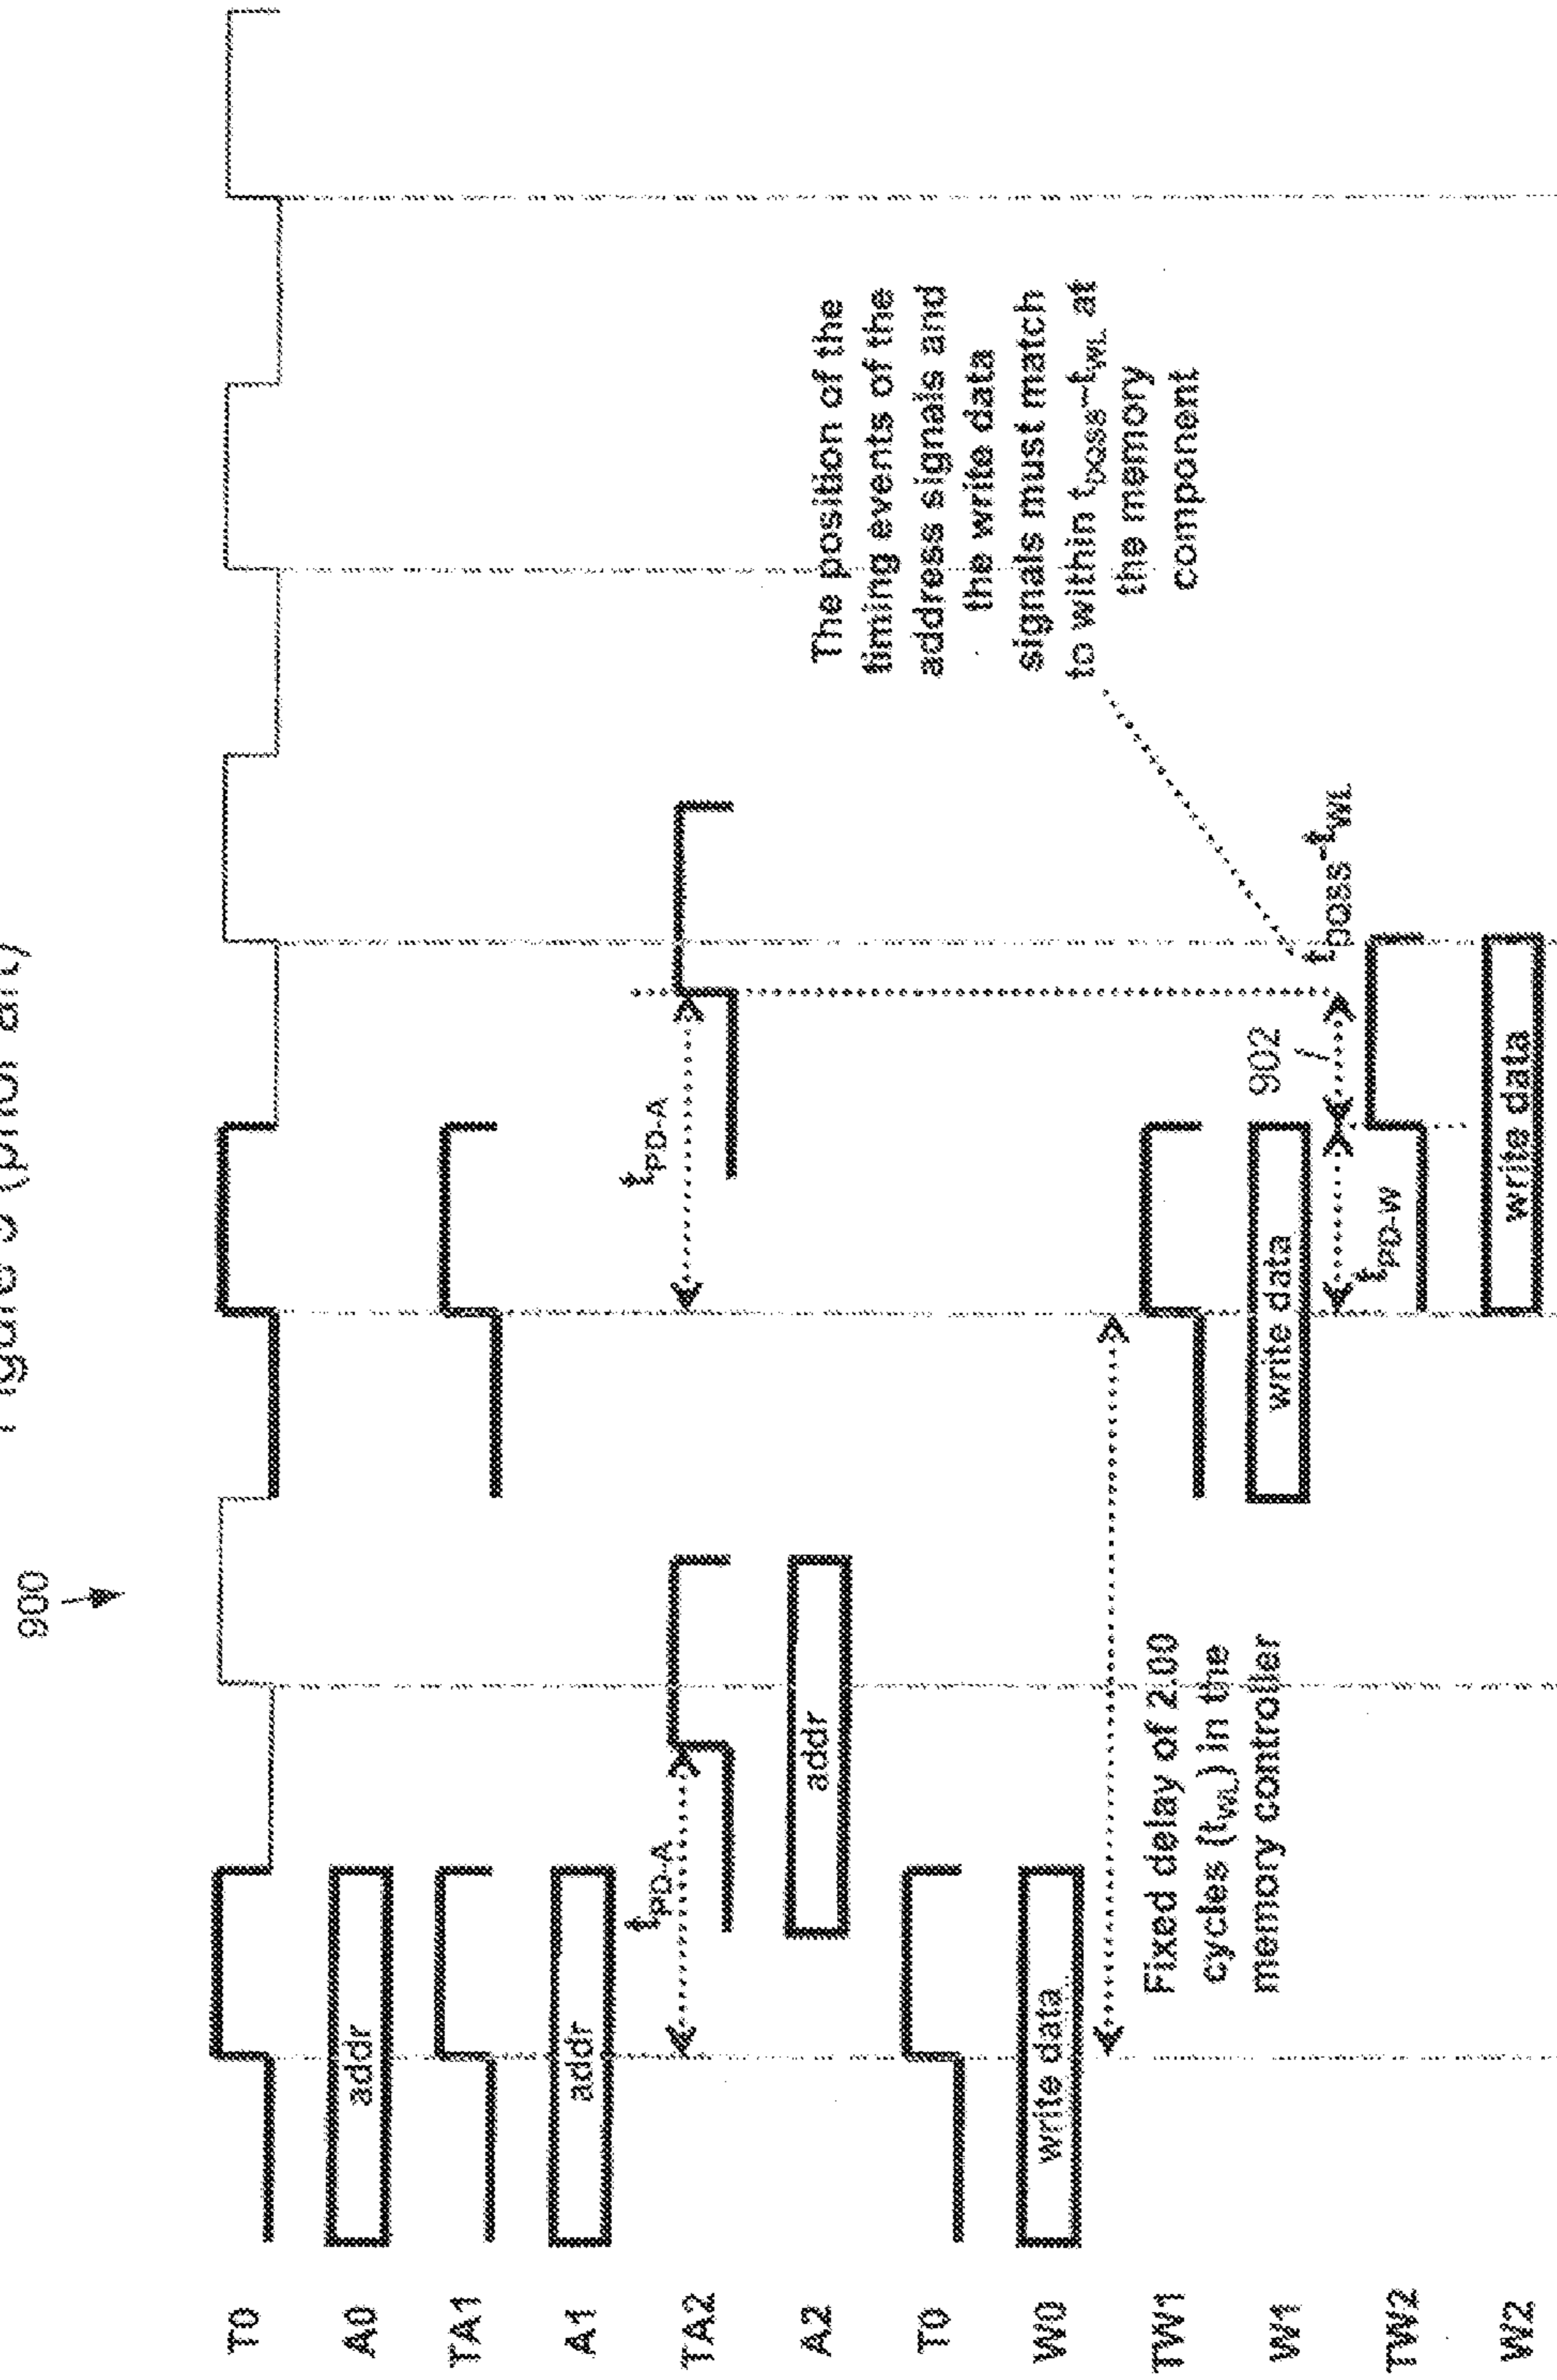 Figure 9 (prior art)
900
T0
A0
addr
TA1
A1
addr
TA2
tPD-A
tPD-A
A2
addr
T0
W0
write data
Fixed delay of 2.00
cycles (tWL) in the
memory controller
The position of the
timing events of the
address signals and
the write data
signals must match
to within tDQSS-tWL at
the memory
component
TW1
W1
write data
902
tDQSS-tWL
tPD-W
TW2
W2
write data